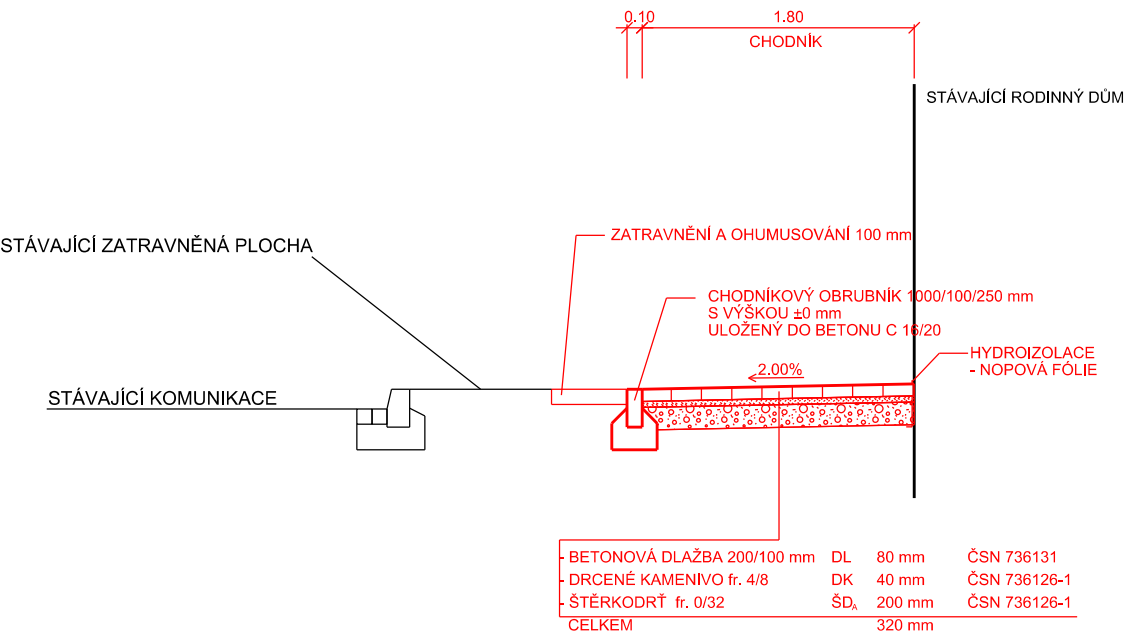 0.10 1.80
CHODNÍK
STÁVAJÍCÍ RODINNÝ DŮM
ZATRAVNĚNÍ A OHUMUSOVÁNÍ 100 mm
STÁVAJÍCÍ ZATRAVNĚNÁ PLOCHA
CHODNÍKOVÝ OBRUBNÍK 1000/100/250 mm
S VÝŠKOU ±0 mm
ULOŽENÝ DO BETONU C 16/20
HYDROIZOLACE
- NOPOVÁ FÓLIE
2.00%
STÁVAJÍCÍ KOMUNIKACE
- BETONOVÁ DLAŽBA 200/100 mm DL 80 mm ČSN 736131
- DRCENÉ KAMENIVO fr. 4/8 DK 40 mm ČSN 736126-1
- ŠTĚRKODRŤ fr. 0/32 ŠDA 200 mm ČSN 736126-1
CELKEM 320 mm